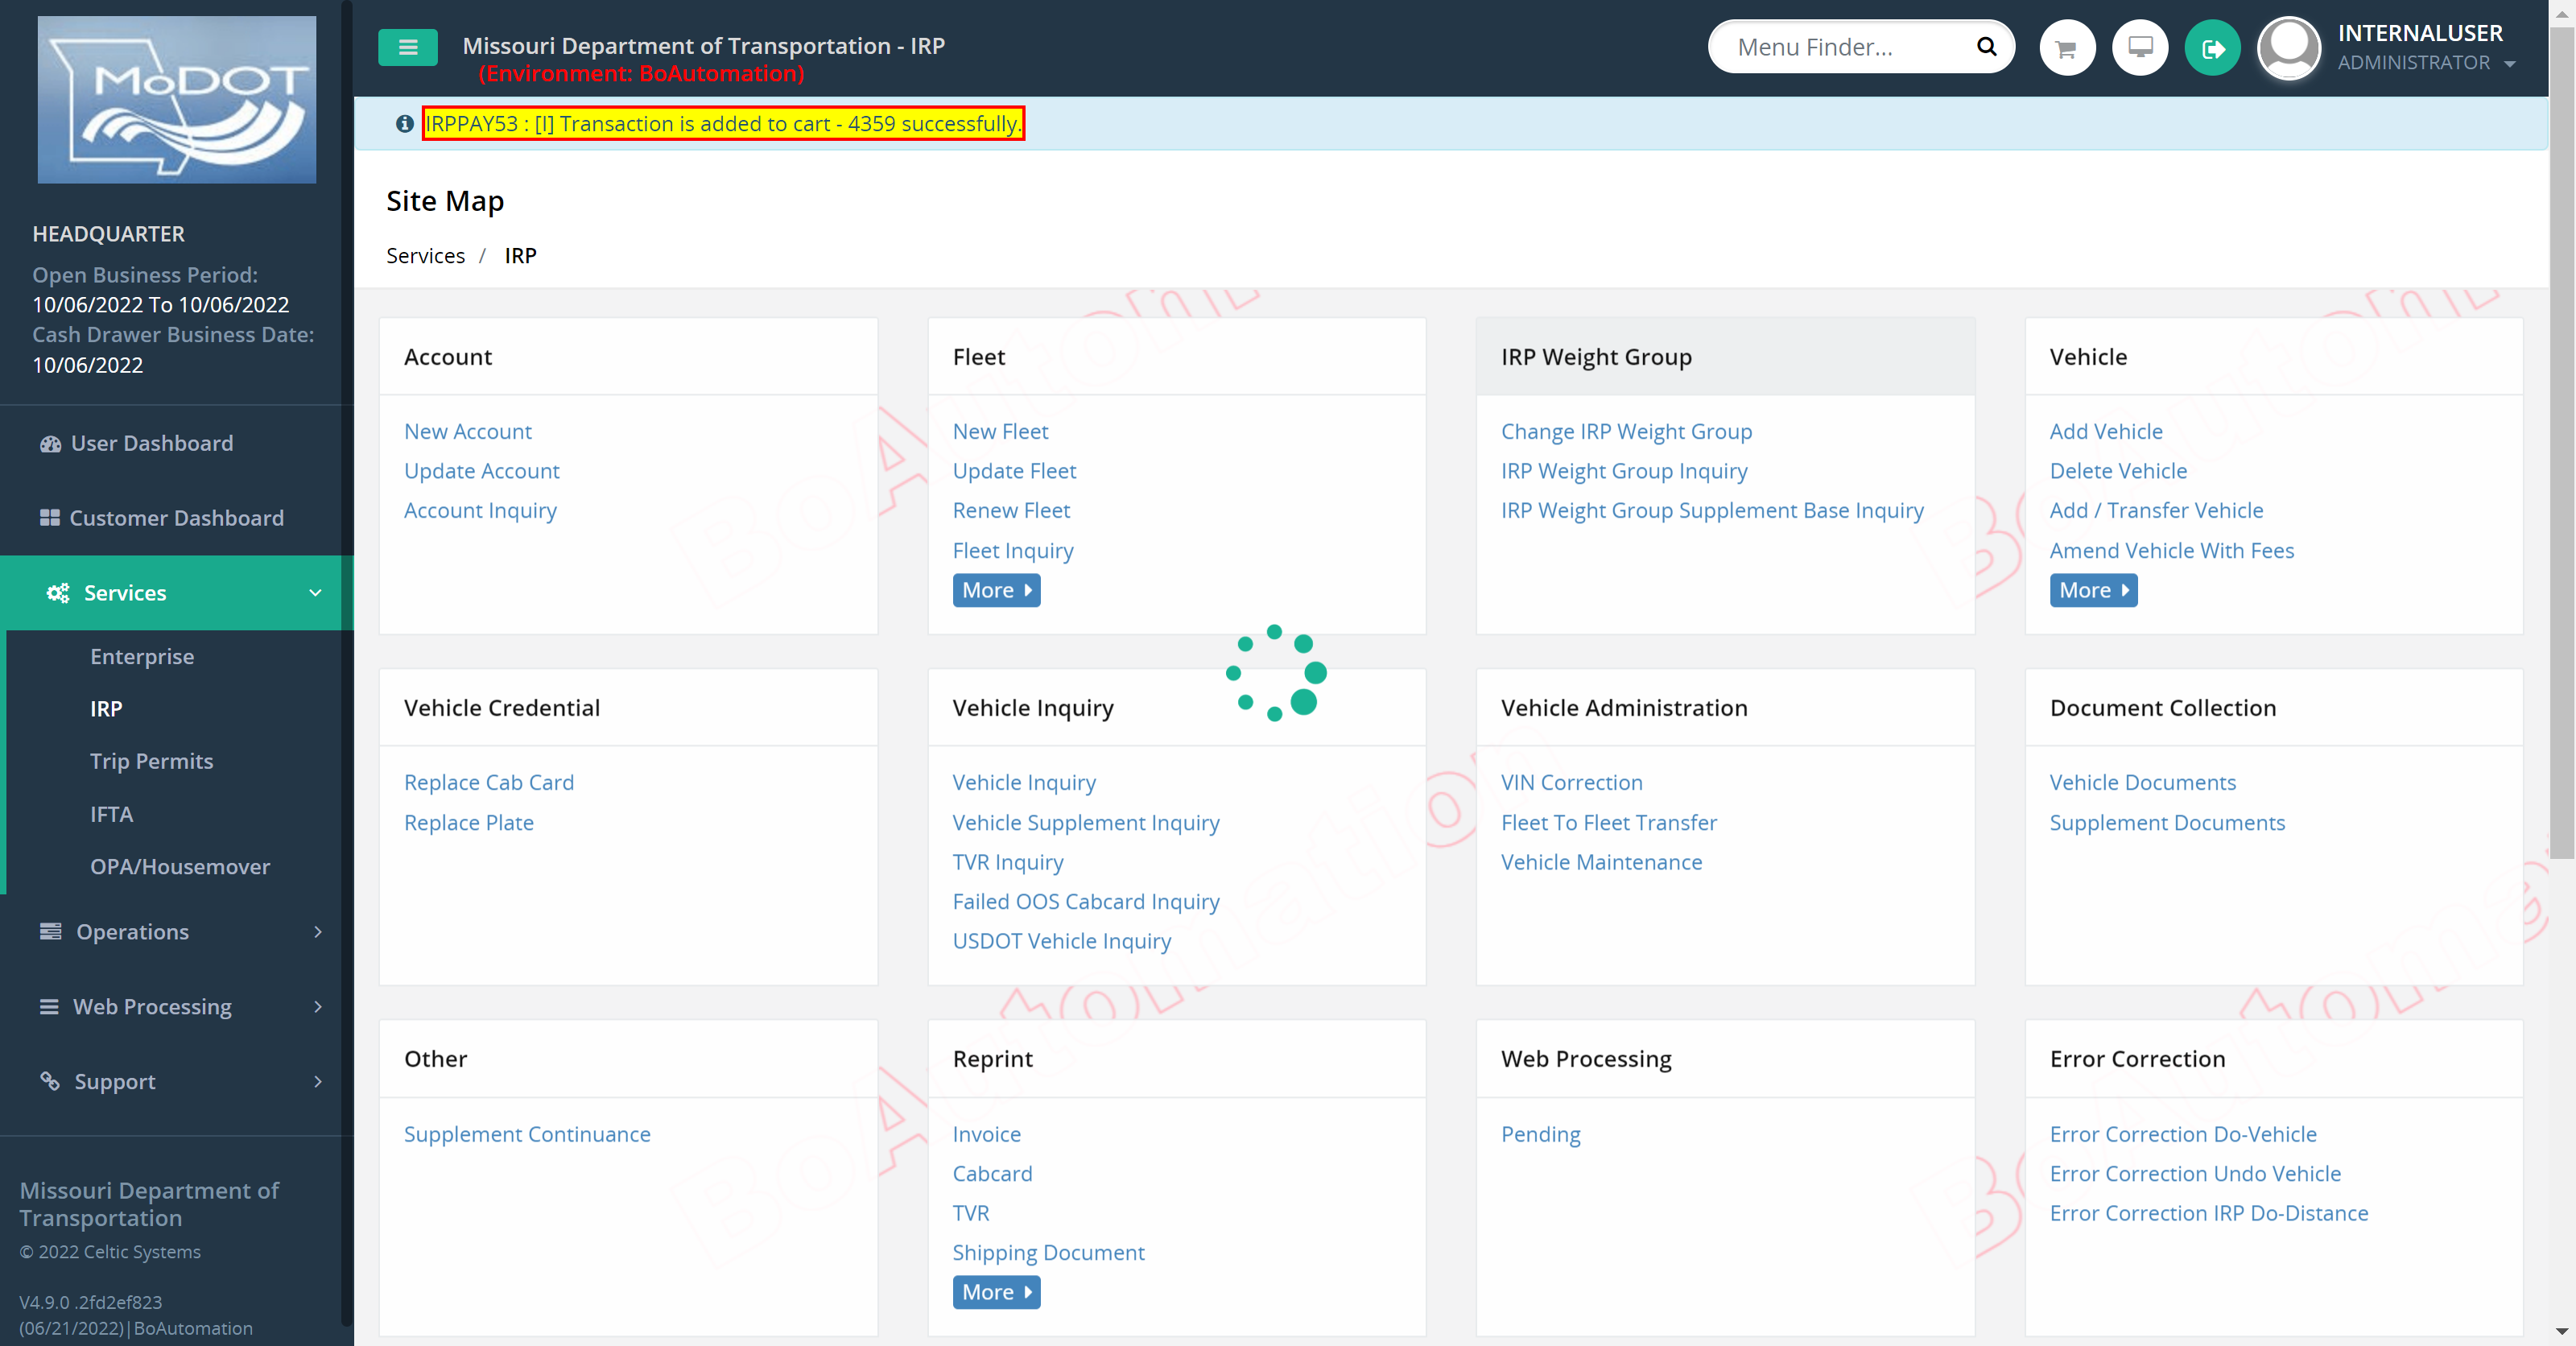 MoDOT
Missouri Department of Transportation - IRP
(Environment: BoAutomation)
Menu Finder...
INTERNALUSER
ADMINISTRATOR
IRPPAY53 : [I] Transaction is added to cart - 4359 successfully.
HEADQUARTER
Open Business Period:
10/06/2022 To 10/06/2022
Cash Drawer Business Date:
10/06/2022
User Dashboard
Customer Dashboard
Services
Enterprise
IRP
Trip Permits
IFTA
OPA/Housemover
Operations
Web Processing
Support
Missouri Department of
Transportation
© 2022 Celtic Systems
V4.9.0 .2fd2ef823
(06/21/2022)|BoAutomation
Site Map
Services / IRP
Account
New Account
Update Account
Account Inquiry
Fleet
New Fleet
Update Fleet
Renew Fleet
Fleet Inquiry
More
IRP Weight Group
Change IRP Weight Group
IRP Weight Group Inquiry
IRP Weight Group Supplement Base Inquiry
Vehicle
Add Vehicle
Delete Vehicle
Add / Transfer Vehicle
Amend Vehicle With Fees
More
Vehicle Credential
Replace Cab Card
Replace Plate
Vehicle Inquiry
Vehicle Inquiry
Vehicle Supplement Inquiry
TVR Inquiry
Failed OOS Cabcard Inquiry
USDOT Vehicle Inquiry
Vehicle Administration
VIN Correction
Fleet To Fleet Transfer
Vehicle Maintenance
Document Collection
Vehicle Documents
Supplement Documents
Other
Supplement Continuance
Reprint
Invoice
Cabcard
TVR
Shipping Document
More
Web Processing
Pending
Error Correction
Error Correction Do-Vehicle
Error Correction Undo Vehicle
Error Correction IRP Do-Distance
BoAutomation